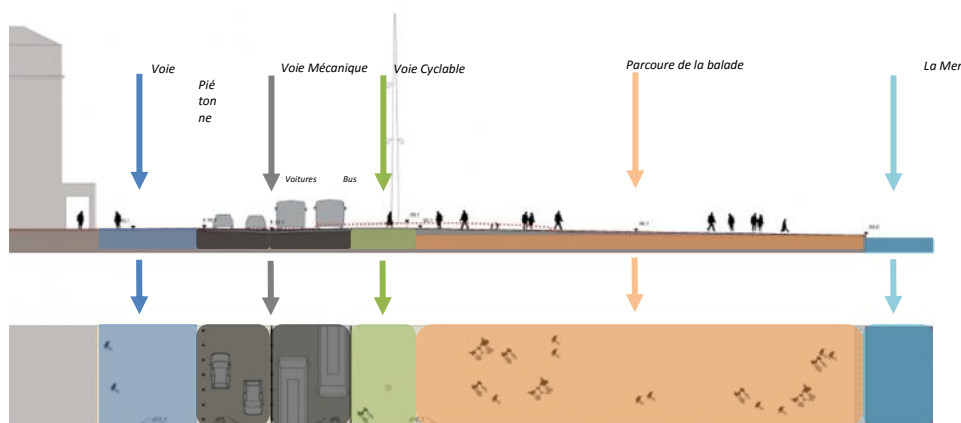 Voie
Pié
ton
ne
Voie Mécanique
Voie Cyclable
Parcoure de la balade
La Mer
Voitures
Bus